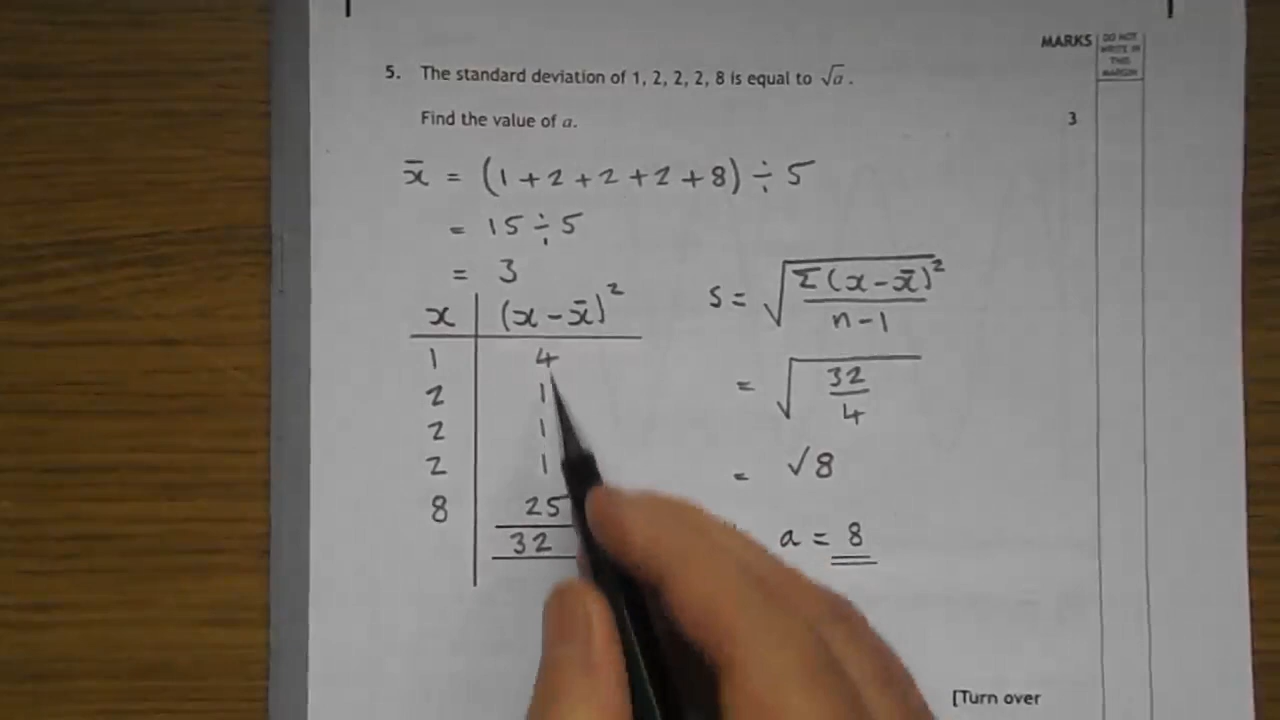 MARKS
DO NOT
WRITE IN
THIS
MARGIN
5. The standard deviation of 1, 2, 2, 2, 8 is equal to √a.
Find the value of a.
3
x̄ = (1+2+2+2+8) ÷ 5
= 15 ÷ 5
= 3
x (x − x̄)²
1 4
2 1
2 1
2 1
8 25
32
s = √(Σ(x − x̄)² / n − 1)
= √(32/4)
= √8
a = 8
[Turn over